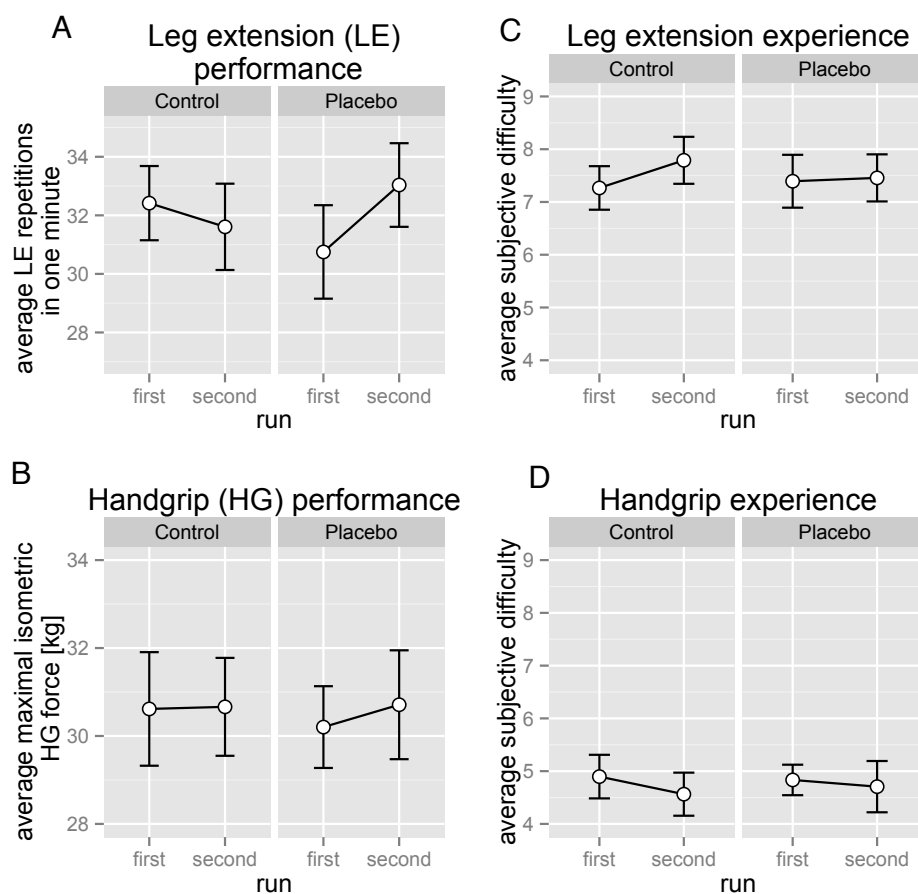 A
Leg extension (LE)
performance
Control Placebo
average LE repetitions
in one minute
34
32
30
28
first second first second
run
C
Leg extension experience
Control Placebo
average subjective difficulty
9
8
7
6
5
4
first second first second
run
B
Handgrip (HG) performance
Control Placebo
average maximal isometric
HG force [kg]
34
32
30
28
first second first second
run
D
Handgrip experience
Control Placebo
average subjective difficulty
9
8
7
6
5
4
first second first second
run